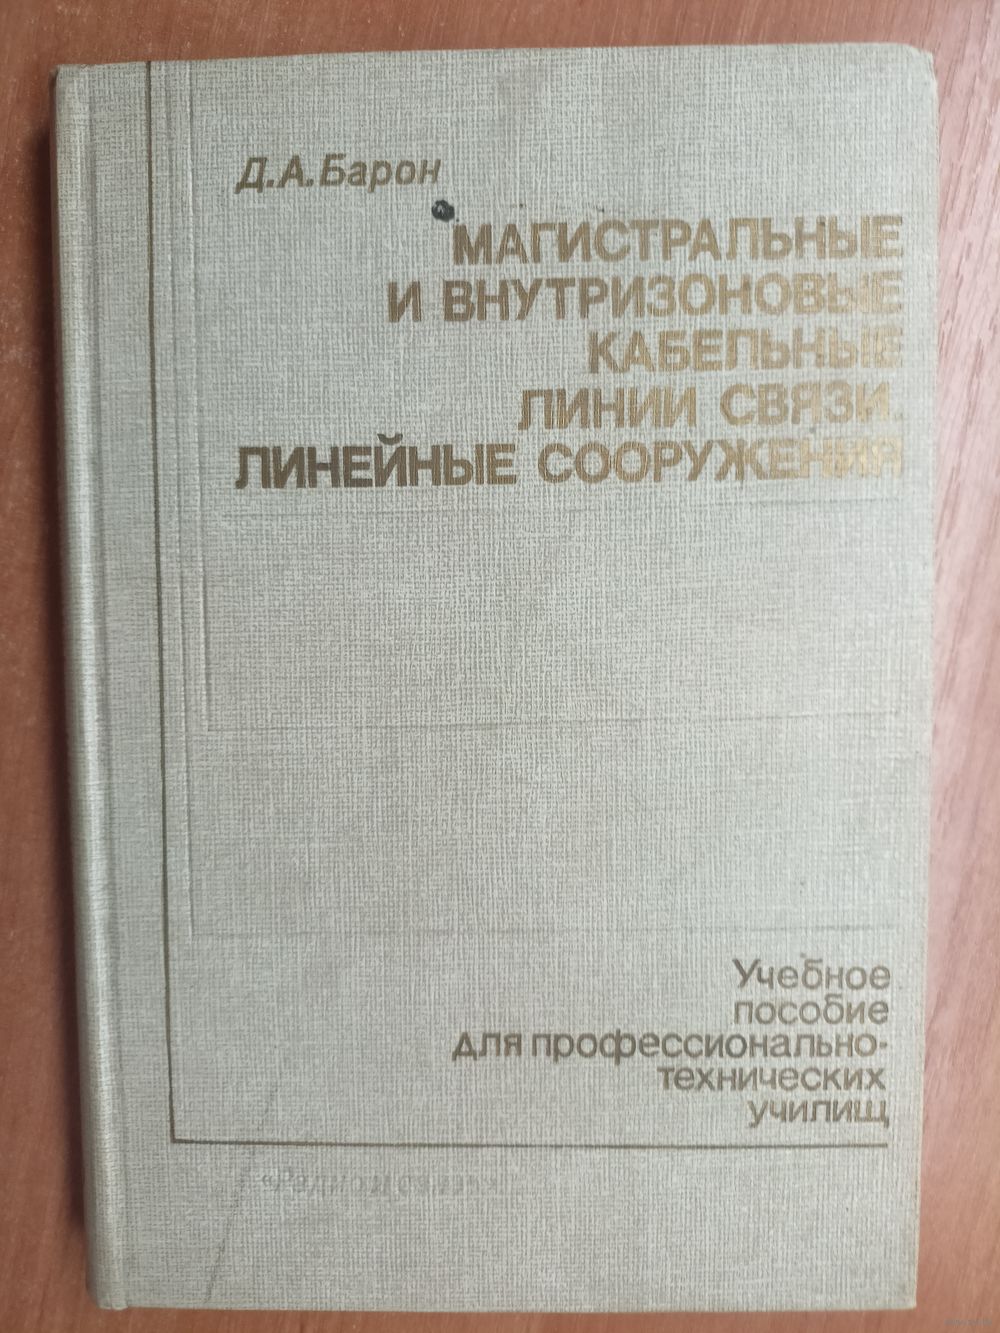 Д.А.Барон
МАГИСТРАЛЬНЫЕ
И ВНУТРИЗОНОВЫЕ
КАБЕЛЬНЫЕ
ЛИНИИ СВЯЗИ.
ЛИНЕЙНЫЕ СООРУЖЕНИЯ
Учебное
пособие
для профессионально-
технических
училищ